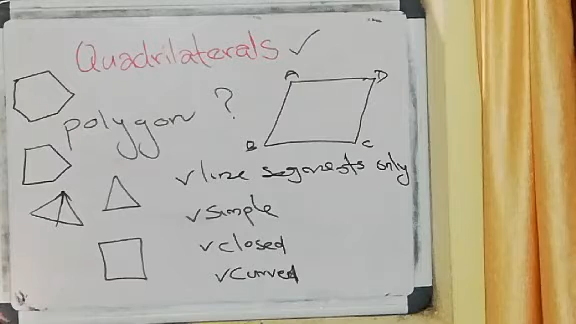 Quadrilaterals ✓
A D
polygon ?
B C
✓ line segments only
✓ simple
✓ closed
✓ curved